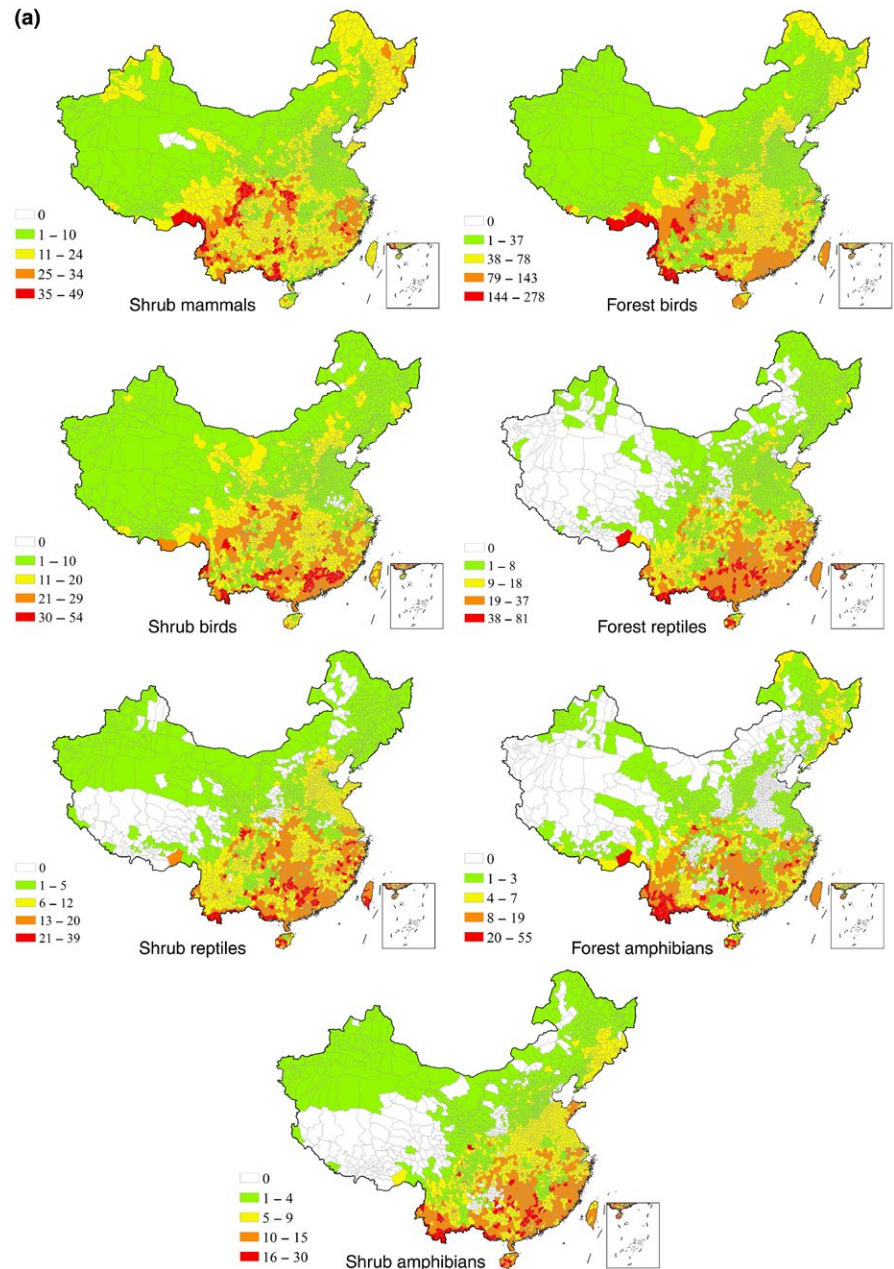 (a)
0
1 – 10
11 – 24
25 – 34
35 – 49
Shrub mammals
0
1 – 37
38 – 78
79 – 143
144 – 278
Forest birds
0
1 – 10
11 – 20
21 – 29
30 – 54
Shrub birds
0
1 – 8
9 – 18
19 – 37
38 – 81
Forest reptiles
0
1 – 5
6 – 12
13 – 20
21 – 39
Shrub reptiles
0
1 – 3
4 – 7
8 – 19
20 – 55
Forest amphibians
0
1 – 4
5 – 9
10 – 15
16 – 30
Shrub amphibians